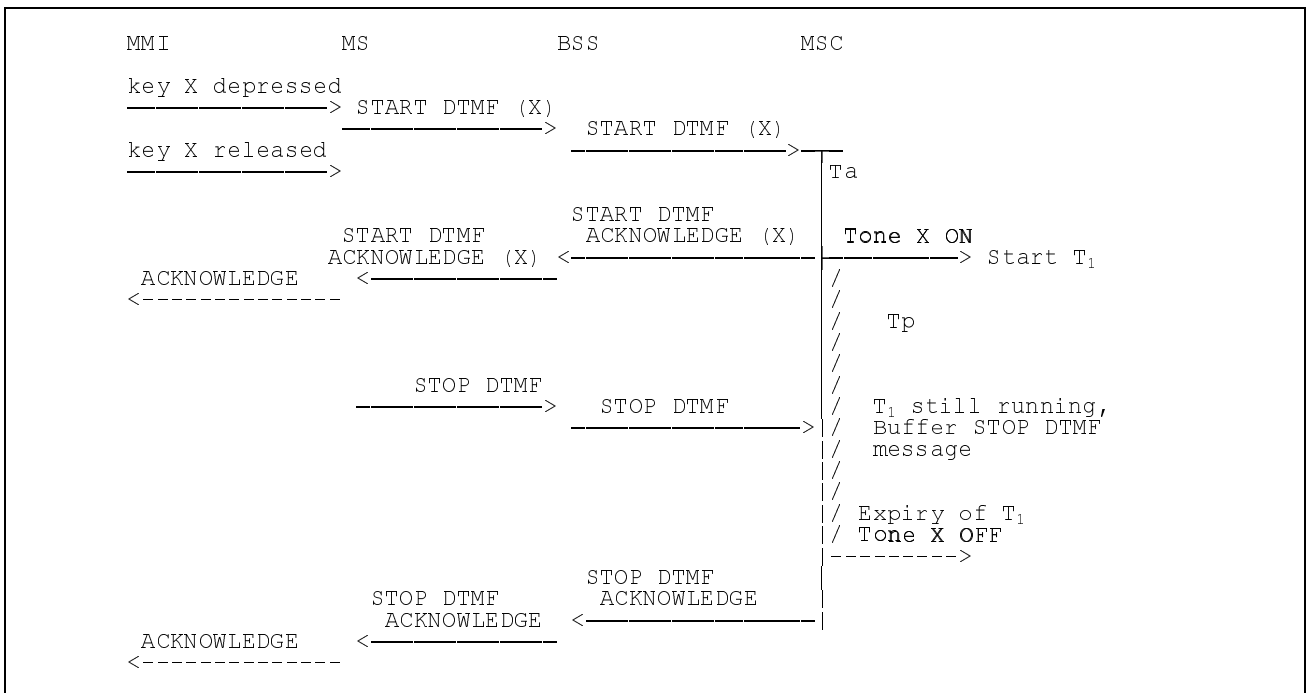 MMI MS BSS MSC
key X depressed
START DTMF (X)
START DTMF (X)
key X released
Ta
START DTMF
START DTMF ACKNOWLEDGE (X) Tone X ON
ACKNOWLEDGE (X) Start T₁
ACKNOWLEDGE
Tp
STOP DTMF
STOP DTMF T₁ still running,
Buffer STOP DTMF
message
Expiry of T₁
Tone X OFF
STOP DTMF
STOP DTMF ACKNOWLEDGE
ACKNOWLEDGE
ACKNOWLEDGE